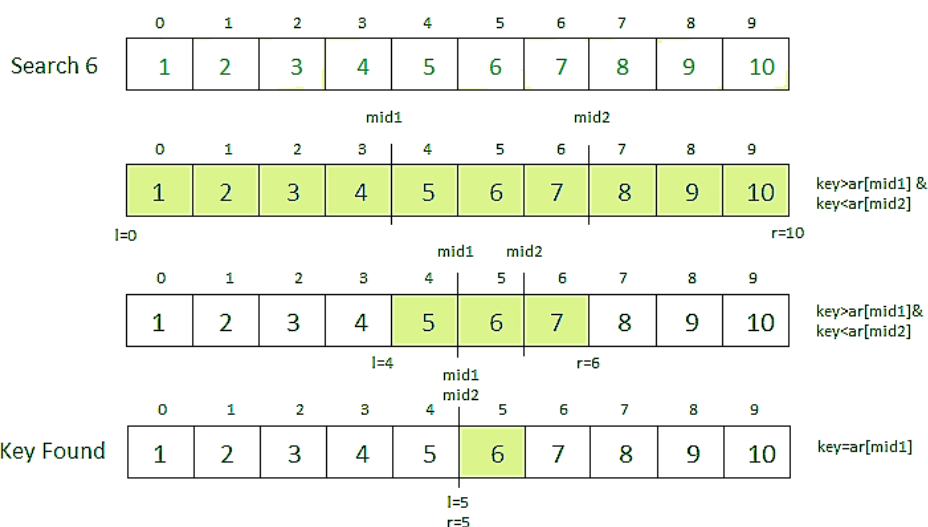 0 1 2 3 4 5 6 7 8 9
Search 6 1 2 3 4 5 6 7 8 9 10
mid1 mid2
0 1 2 3 4 5 6 7 8 9
1 2 3 4 5 6 7 8 9 10 key>ar[mid1] &
key<ar[mid2]
l=0 r=10
mid1 mid2
0 1 2 3 4 5 6 7 8 9
1 2 3 4 5 6 7 8 9 10 key>ar[mid1]&
key<ar[mid2]
l=4 r=6
mid1
mid2
0 1 2 3 4 5 6 7 8 9
Key Found 1 2 3 4 5 6 7 8 9 10 key=ar[mid1]
l=5
r=5